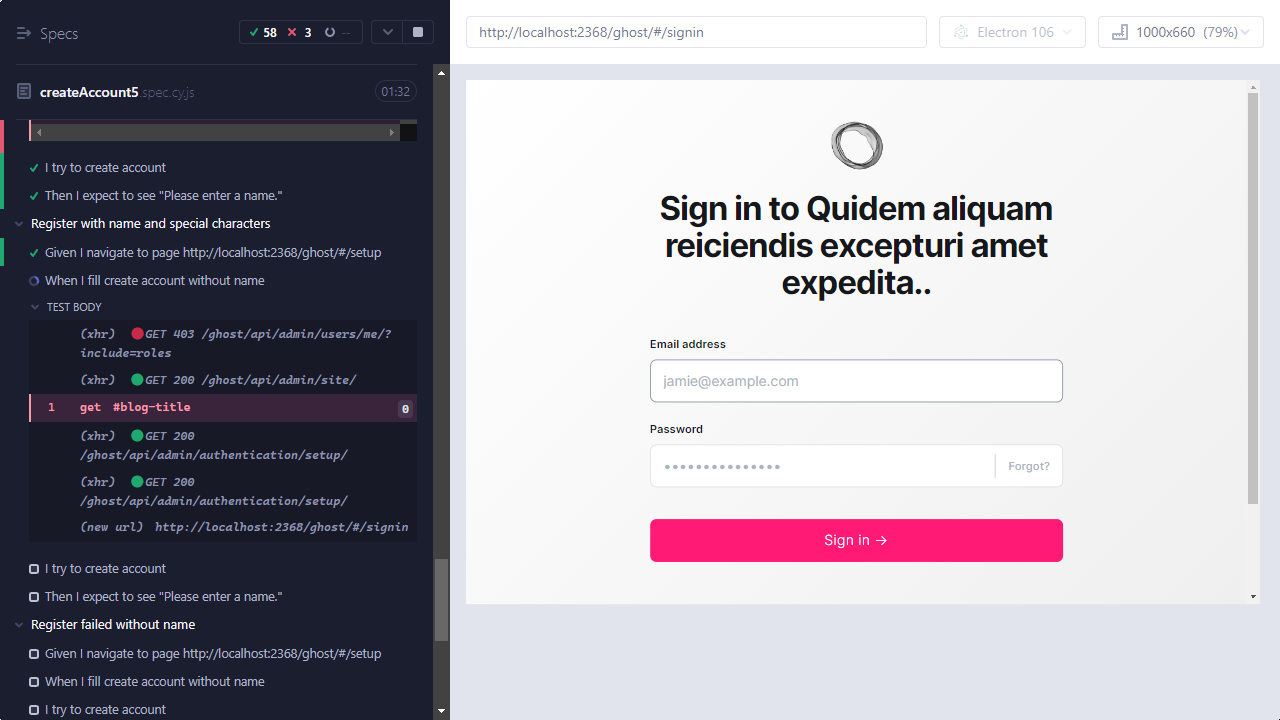 Specs
58 3 --
createAccount5.spec.cy.js
01:32
I try to create account
Then I expect to see "Please enter a name."
Register with name and special characters
Given I navigate to page http://localhost:2368/ghost/#/setup
When I fill create account without name
TEST BODY
(xhr) GET 403 /ghost/api/admin/users/me/?
include=roles
(xhr) GET 200 /ghost/api/admin/site/
1 get #blog-title 0
(xhr) GET 200
/ghost/api/admin/authentication/setup/
(xhr) GET 200
/ghost/api/admin/authentication/setup/
(new url) http://localhost:2368/ghost/#/signin
I try to create account
Then I expect to see "Please enter a name."
Register failed without name
Given I navigate to page http://localhost:2368/ghost/#/setup
When I fill create account without name
I try to create account
http://localhost:2368/ghost/#/signin
Electron 106
1000x660 (79%)
Sign in to Quidem aliquam
reiciendis excepturi amet
expedita..
Email address
jamie@example.com
Password
•••••••••••••••
Forgot?
Sign in →